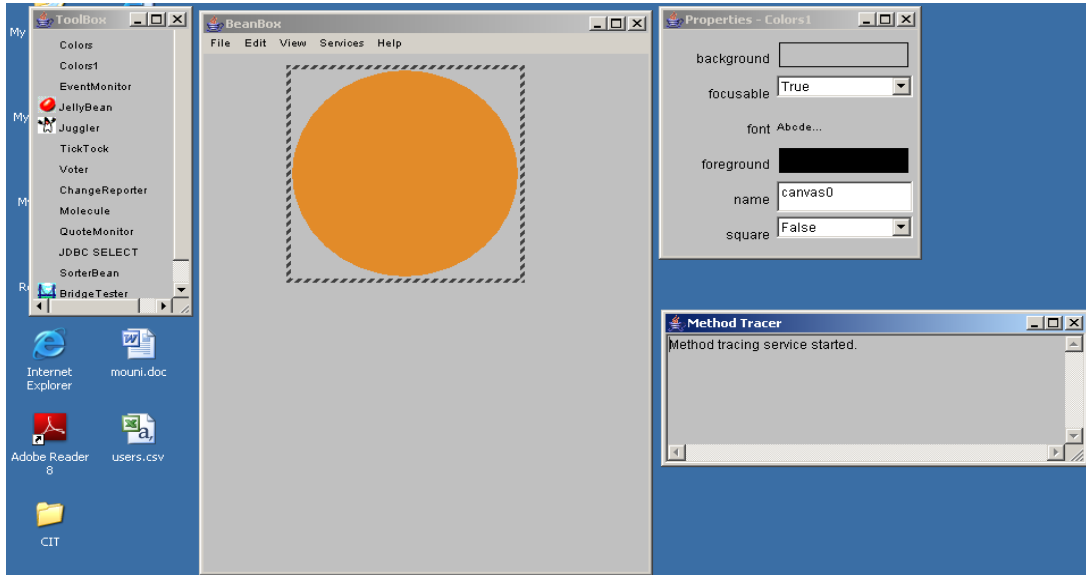 ToolBox
Colors
Colors1
EventMonitor
JellyBean
Juggler
TickTock
Voter
ChangeReporter
Molecule
QuoteMonitor
JDBC SELECT
SorterBean
BridgeTester
BeanBox
File Edit View Services Help
Properties - Colors1
background
focusable True
font Abcde...
foreground
name canvas0
square False
Method Tracer
Method tracing service started.
My
My
Internet
Explorer
mouni.doc
Adobe Reader
8
users.csv
CIT